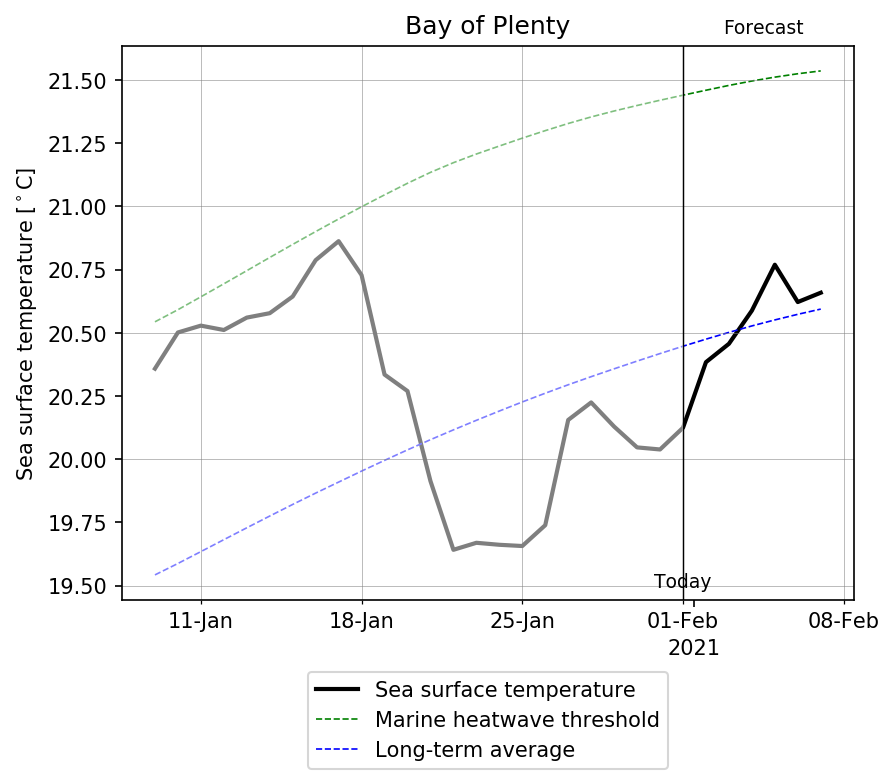 Bay of Plenty
Forecast
Sea surface temperature [°C]
21.50
21.25
21.00
20.75
20.50
20.25
20.00
19.75
19.50
Today
11-Jan
18-Jan
25-Jan
01-Feb
08-Feb
2021
Sea surface temperature
Marine heatwave threshold
Long-term average